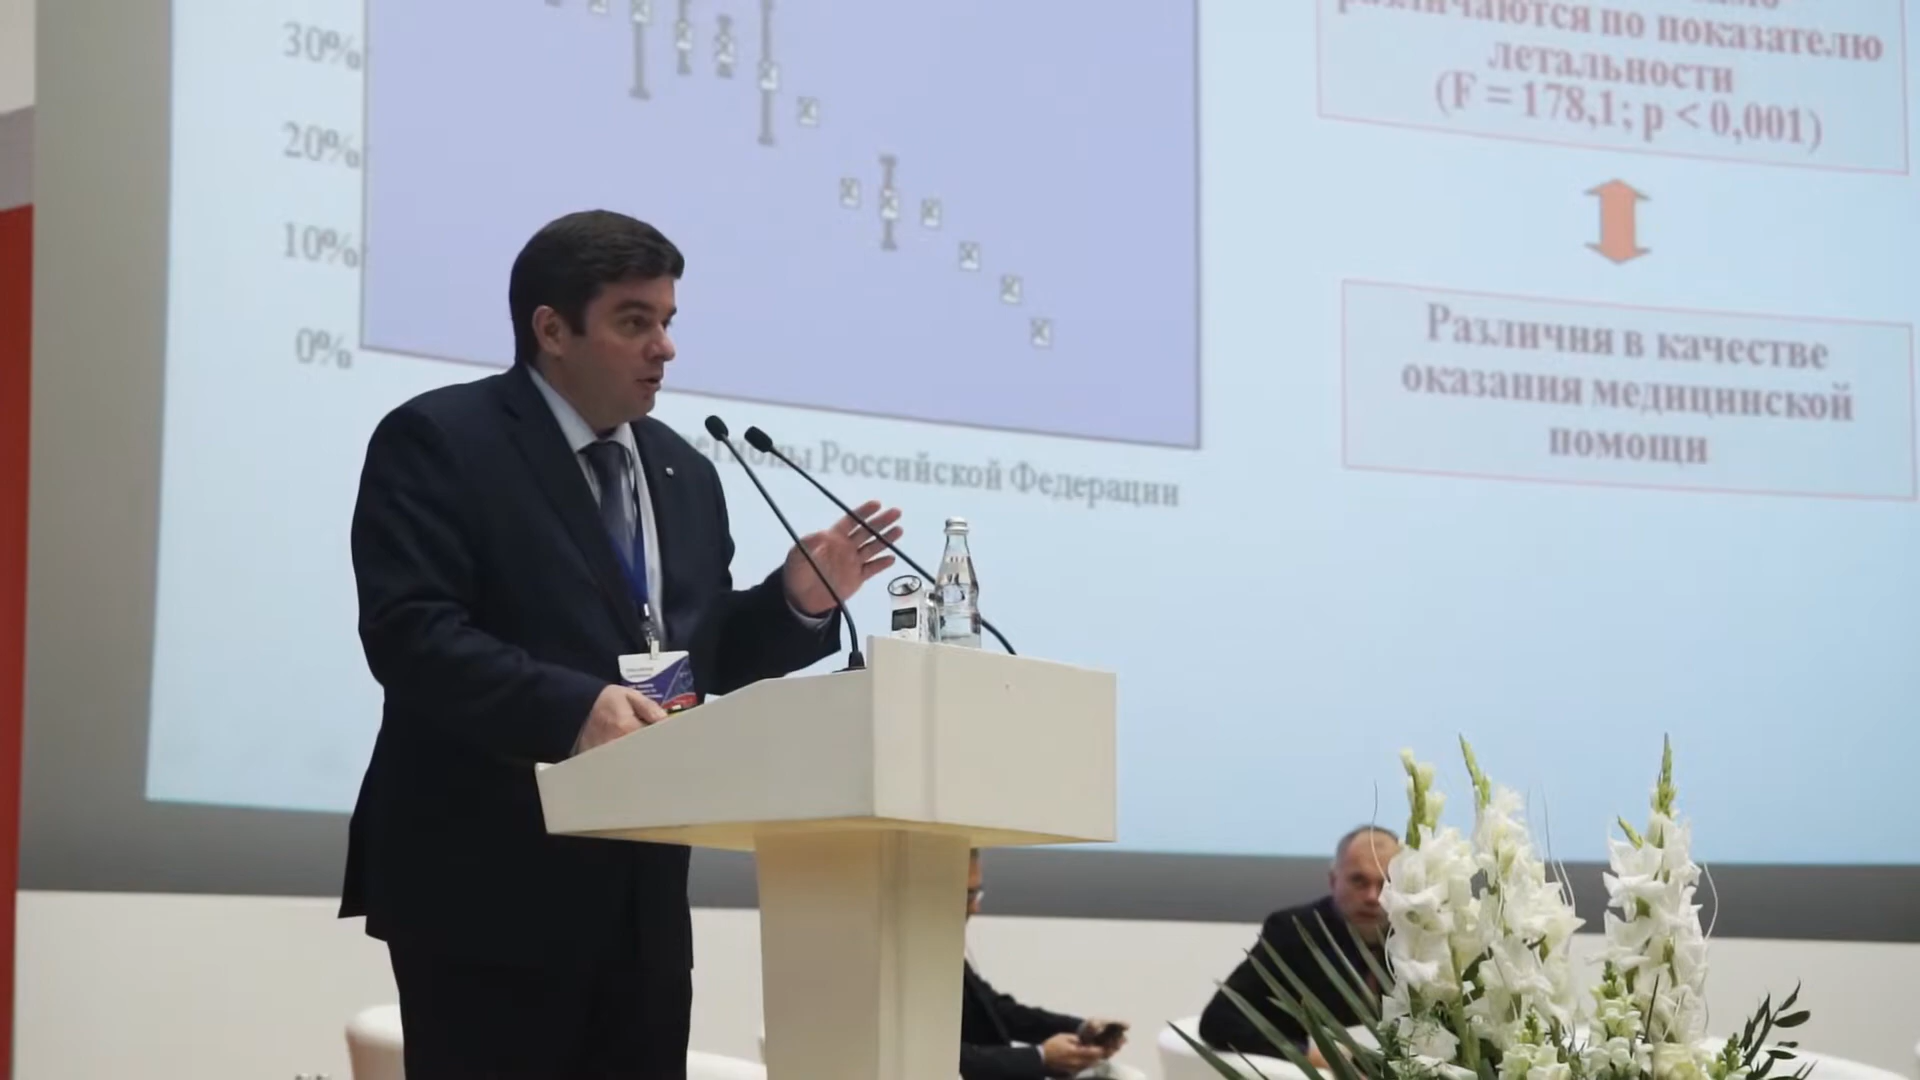 30%
20%
10%
0%
регионы Российской Федерации
различаются по показателю
летальности
(F = 178,1; p < 0,001)
Различия в качестве
оказания медицинской
помощи